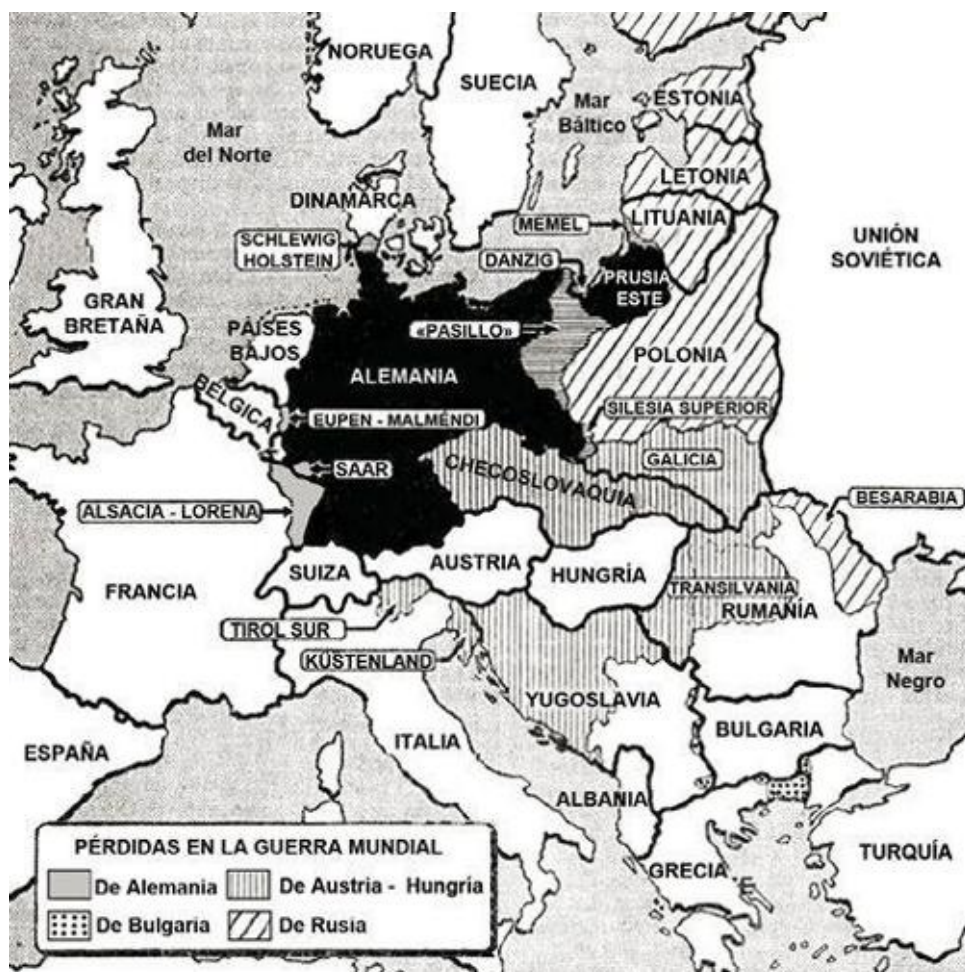 NORUEGA
SUECIA
Mar
Báltico
ESTONIA
Mar
del Norte
LETONIA
DINAMARCA
LITUANIA
MEMEL
SCHLEWIG
HOLSTEIN
DANZIG
UNIÓN
SOVIÉTICA
PRUSIA
ESTE
GRAN
BRETAÑA
PAÍSES
BAJOS
«PASILLO»
POLONIA
ALEMANIA
BÉLGICA
EUPEN - MALMÉNDI
SILESIA SUPERIOR
SAAR
CHECOSLOVAQUIA
GALICIA
BESARABIA
ALSACIA - LORENA
FRANCIA
SUIZA
AUSTRIA
HUNGRÍA
TRANSILVANIA
RUMANÍA
TIROL SUR
KÜSTENLAND
Mar
Negro
YUGOSLAVIA
ESPAÑA
ITALIA
BULGARIA
ALBANIA
GRECIA
TURQUÍA
PÉRDIDAS EN LA GUERRA MUNDIAL
De Alemania
De Austria - Hungría
De Bulgaria
De Rusia